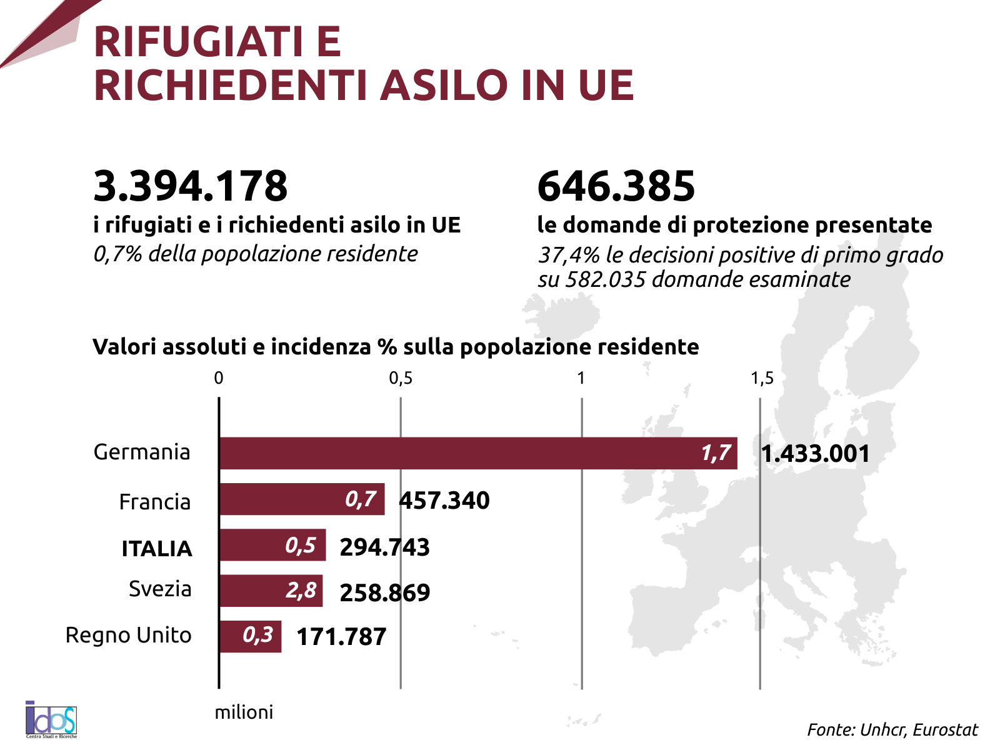 RIFUGIATI E
RICHIEDENTI ASILO IN UE
3.394.178
i rifugiati e i richiedenti asilo in UE
0,7% della popolazione residente
646.385
le domande di protezione presentate
37,4% le decisioni positive di primo grado
su 582.035 domande esaminate
Valori assoluti e incidenza % sulla popolazione residente
0 0,5 1 1,5
Germania 1,7 1.433.001
Francia 0,7 457.340
ITALIA 0,5 294.743
Svezia 2,8 258.869
Regno Unito 0,3 171.787
milioni
idos
Centro Studi e Ricerche
Fonte: Unhcr, Eurostat